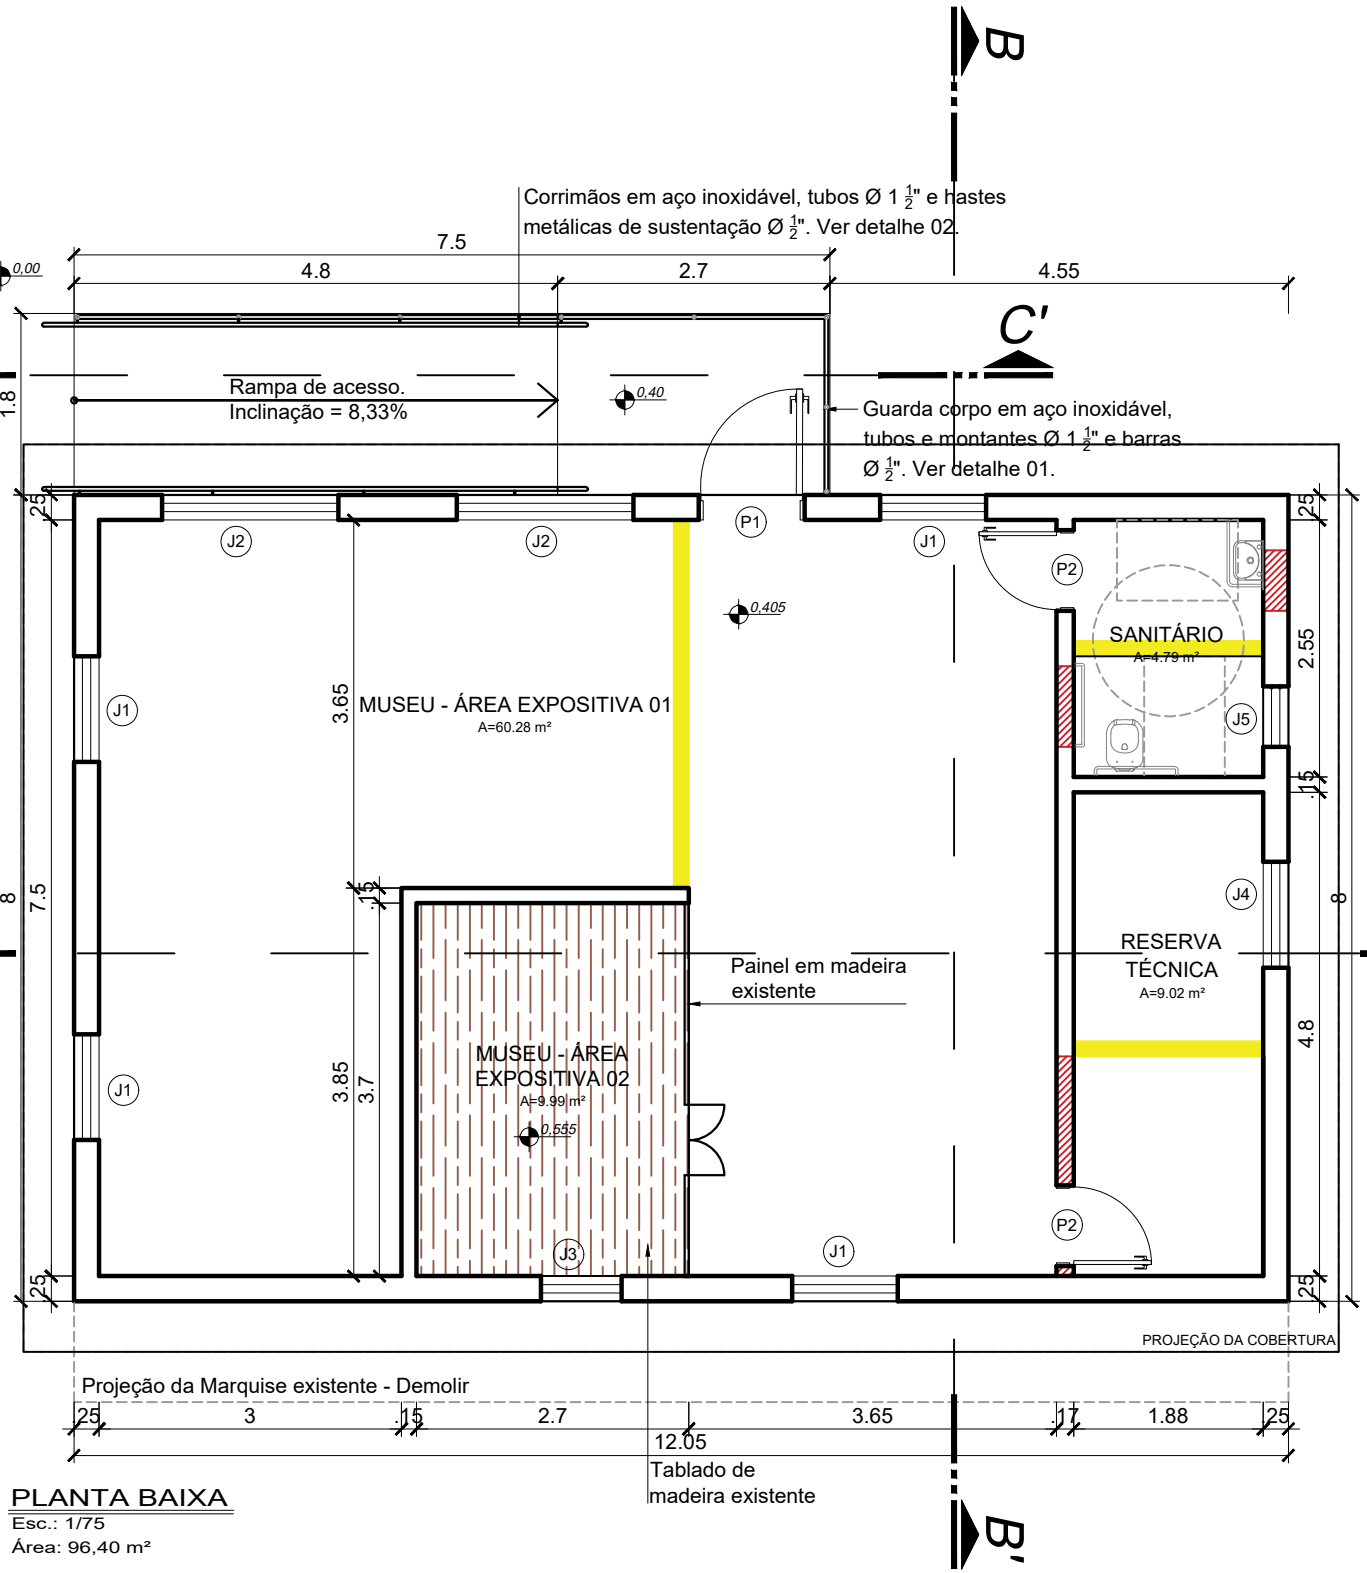 B
Corrimãos em aço inoxidável, tubos Ø 1 1/2" e hastes
metálicas de sustentação Ø 1/2". Ver detalhe 02.
7.5
0,00
4.8
2.7
4.55
C'
1.8
Rampa de acesso.
Inclinação = 8,33%
0,40
Guarda corpo em aço inoxidável,
tubos e montantes Ø 1 1/2" e barras
Ø 1/2". Ver detalhe 01.
.25
.25
J2
J2
P1
J1
P2
0,405
SANITÁRIO
A=4.79 m²
2.55
3.65
MUSEU - ÁREA EXPOSITIVA 01
A=60.28 m²
J1
J5
.15
.15
8
7.5
J4
8
RESERVA
TÉCNICA
A=9.02 m²
Painel em madeira
existente
4.8
MUSEU - ÁREA
EXPOSITIVA 02
A=9.99 m²
0,555
3.85
3.7
J1
P2
J3
J1
.25
.25
PROJEÇÃO DA COBERTURA
Projeção da Marquise existente - Demolir
.25
3
.15
2.7
3.65
.17
1.88
.25
12.05
Tablado de
madeira existente
PLANTA BAIXA
Esc.: 1/75
Área: 96,40 m²
B'